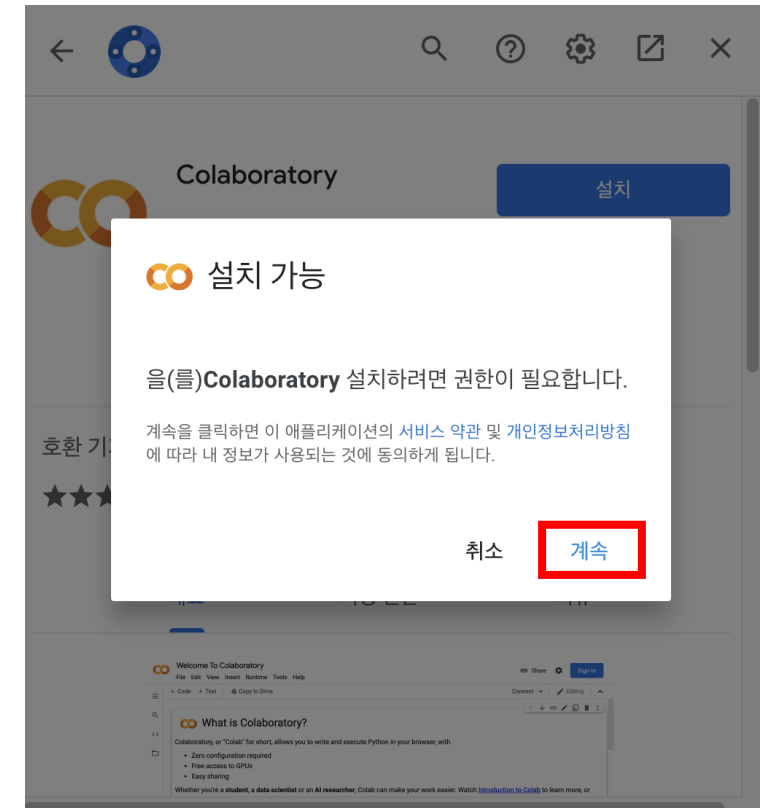 Colaboratory
설치
설치 가능
을(를)Colaboratory 설치하려면 권한이 필요합니다.
계속을 클릭하면 이 애플리케이션의 서비스 약관 및 개인정보처리방침
에 따라 내 정보가 사용되는 것에 동의하게 됩니다.
호환
취소 계속
Welcome To Colaboratory
File Edit View Insert Runtime Tools Help
Share
Sign in
+ Code + Text Copy to Drive
Connect
Editing
What is Colaboratory?
Colaboratory, or "Colab" for short, allows you to write and execute Python in your browser, with
• Zero configuration required
• Free access to GPUs
• Easy sharing
Whether you're a student, a data scientist or an AI researcher, Colab can make your work easier. Watch Introduction to Colab to learn more, or